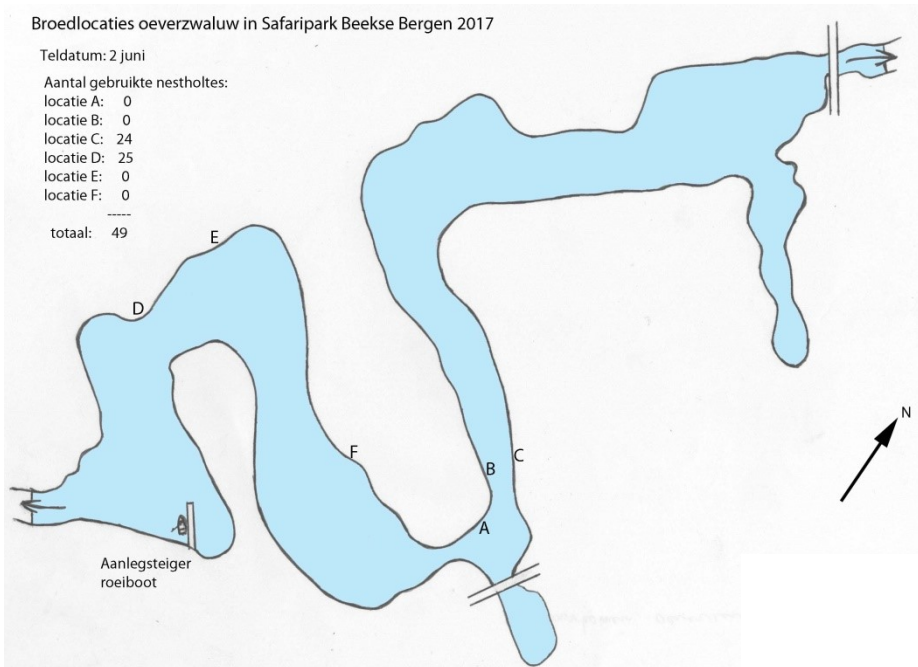 Broedlocaties oeverzwaluw in Safaripark Beekse Bergen 2017
Teldatum: 2 juni
Aantal gebruikte nestholtes:
locatie A: 0
locatie B: 0
locatie C: 24
locatie D: 25
locatie E: 0
locatie F: 0
-----
totaal: 49
N
E
D
F
B
C
A
Aanlegsteiger
roeiboot